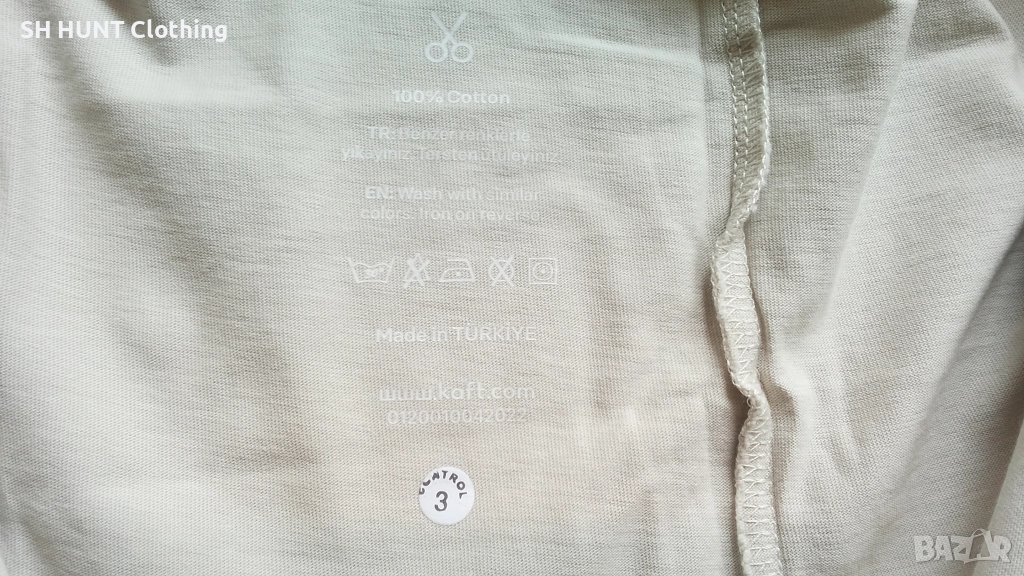 SH HUNT Clothing
100% Cotton
TR: Benzer renklerle
yıkayınız. Tersten ütüleyiniz.
EN: Wash with similar
colors. Iron on reverse.
Made in TÜRKİYE
www.kaft.com
0120010042022
CONTROL
3
BAZAR